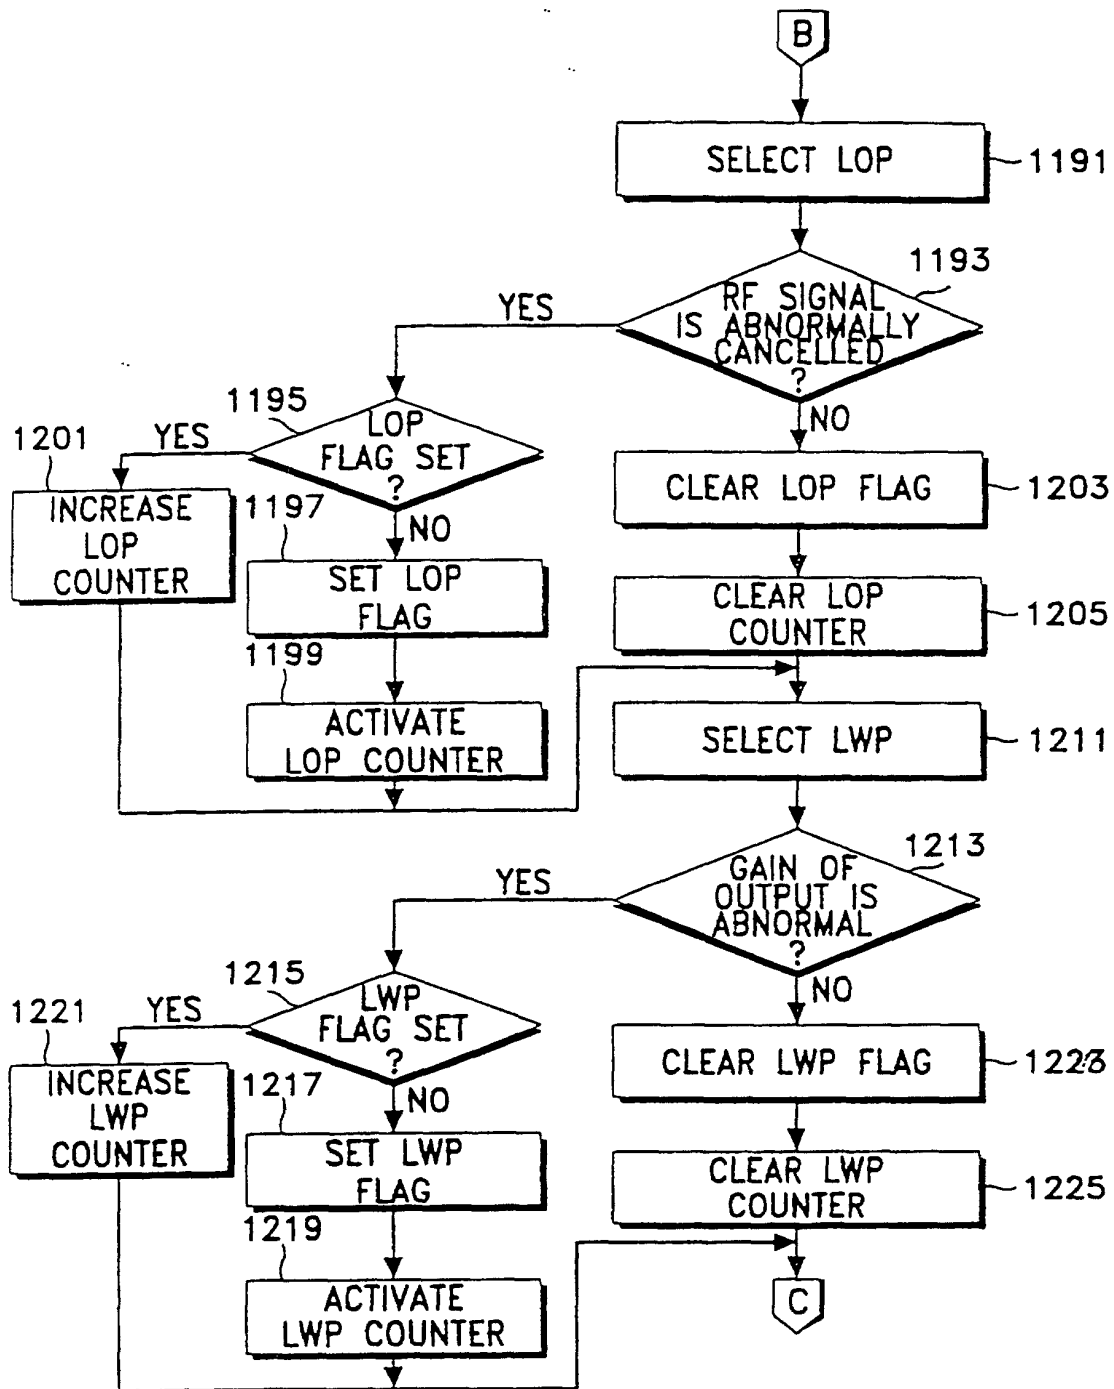 B
SELECT LOP
1191
1193
RF SIGNAL
IS ABNORMALLY
CANCELLED
?
YES
NO
1195
LOP
FLAG SET
?
YES
NO
1201
INCREASE
LOP
COUNTER
1197
SET LOP
FLAG
1199
ACTIVATE
LOP COUNTER
CLEAR LOP FLAG
1203
CLEAR LOP
COUNTER
1205
SELECT LWP
1211
1213
GAIN OF
OUTPUT IS
ABNORMAL
?
YES
NO
1215
LWP
FLAG SET
?
YES
NO
1221
INCREASE
LWP
COUNTER
1217
SET LWP
FLAG
1219
ACTIVATE
LWP COUNTER
CLEAR LWP FLAG
1223
CLEAR LWP
COUNTER
1225
C